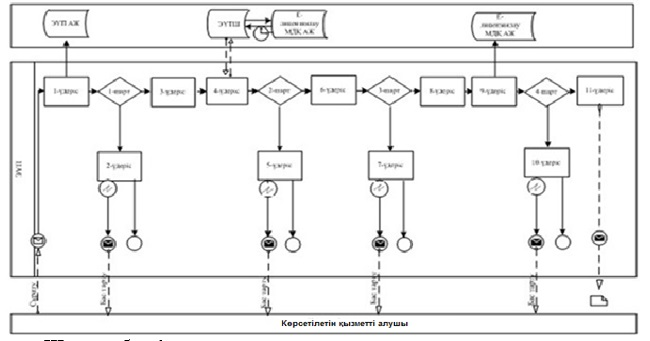 ЭҮП АЖ
ЭҮПШ
Е-лицензиялау МДҚ АЖ
Е-лицензиялау МДҚ АЖ
1-үдеріс
1-шарт
3-үдеріс
4-үдеріс
2-шарт
6-үдеріс
3-шарт
8-үдеріс
9-үдеріс
4-шарт
11-үдеріс
2-үдеріс
5-үдеріс
7-үдеріс
10-үдеріс
Сұрату
Бас тарту
Бас тарту
Бас тарту
Бас тарту
Көрсетілетін қызметті алушы